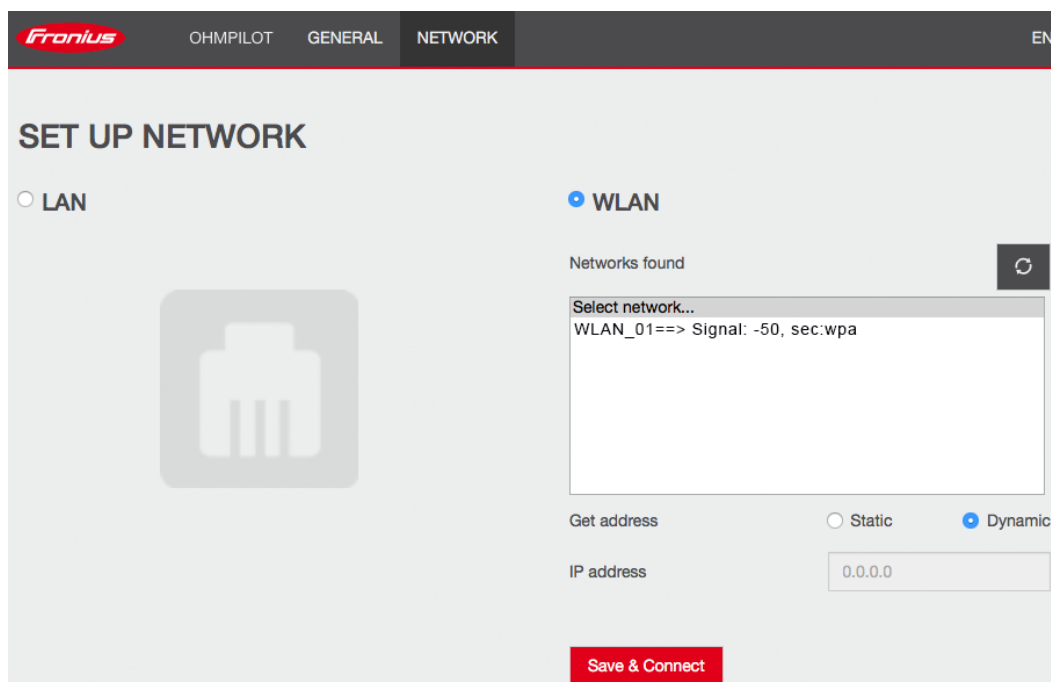 Fronius OHMPILOT GENERAL NETWORK EN
SET UP NETWORK
LAN
WLAN
Networks found
Select network...
WLAN_01==> Signal: -50, sec:wpa
Get address Static Dynamic
IP address 0.0.0.0
Save & Connect